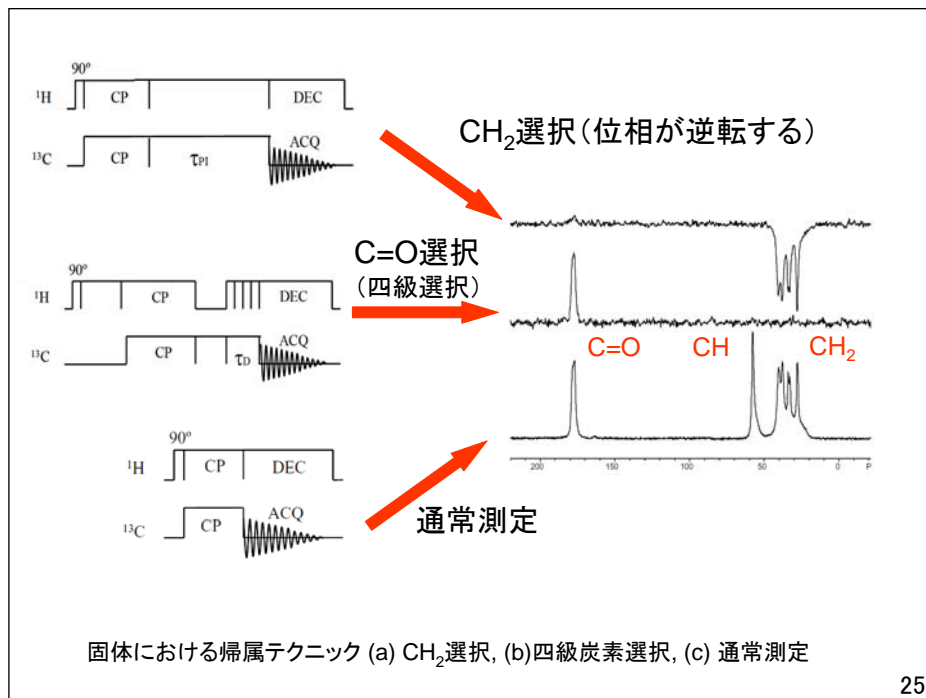 90º
¹H CP DEC
ACQ
¹³C CP τPI
CH₂選択（位相が逆転する）
C=O選択
（四級選択）
90º
¹H CP DEC
ACQ
¹³C CP τD
C=O CH CH₂
90º
¹H CP DEC
ACQ
¹³C CP
通常測定
200 150 100 50 0 P
固体における帰属テクニック (a) CH₂選択, (b)四級炭素選択, (c) 通常測定
25